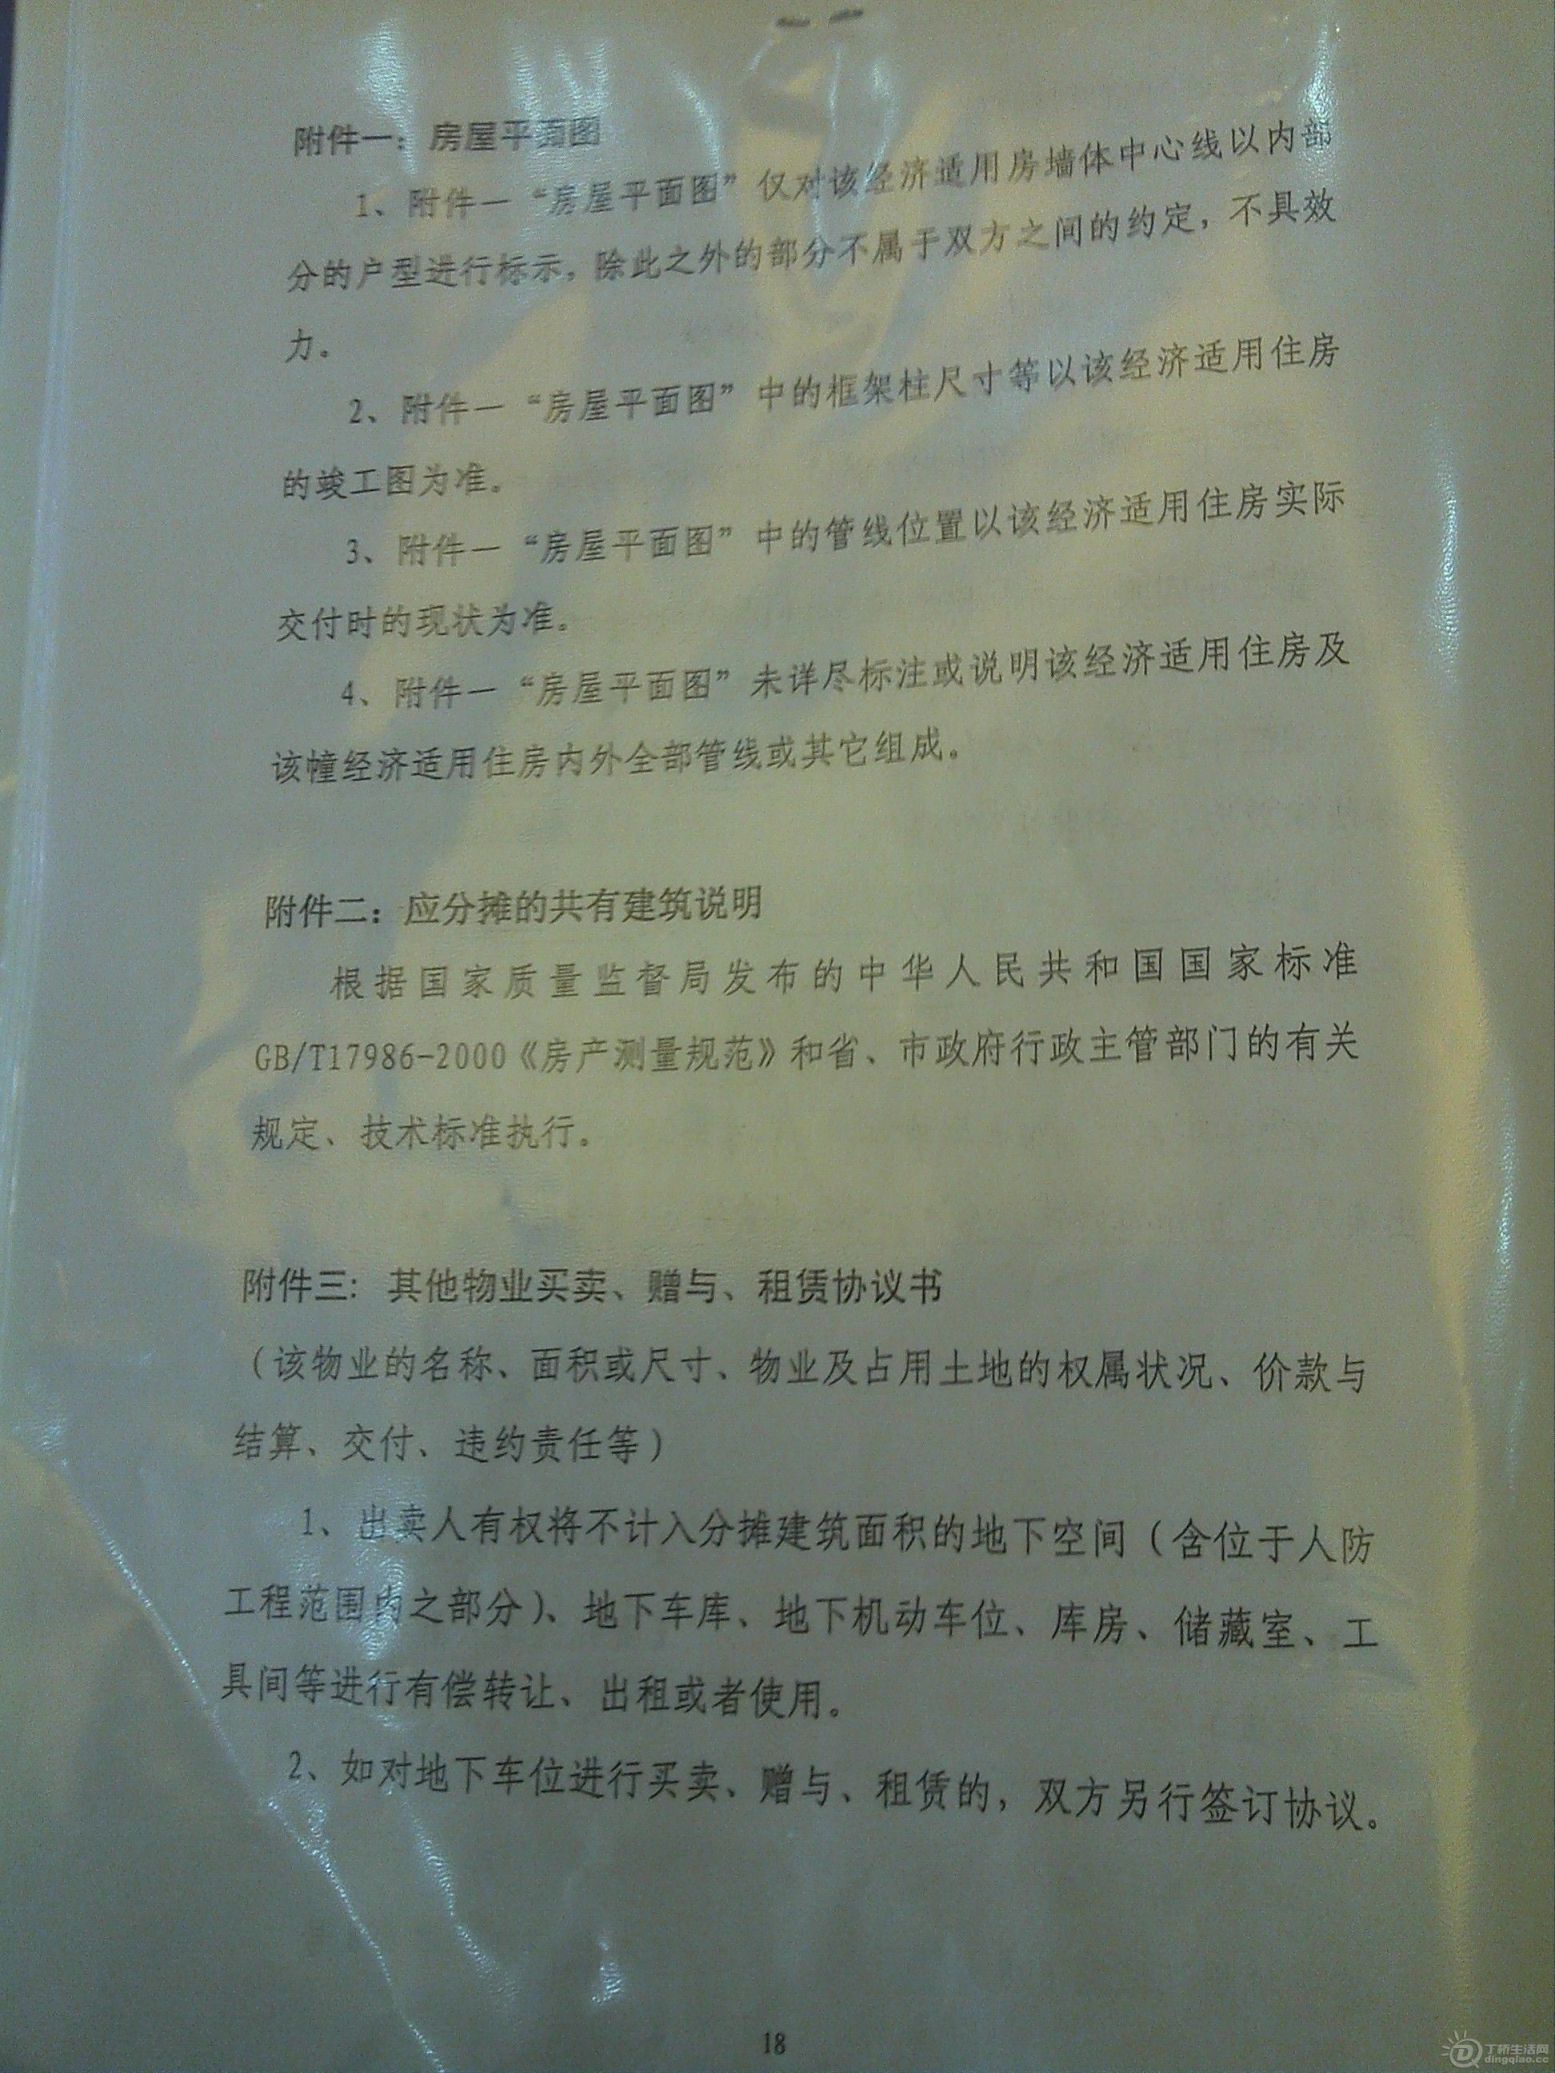 附件一：房屋平面图
1、附件一“房屋平面图”仅对该经济适用房墙体中心线以内部
分的户型进行标示，除此之外的部分不属于双方之间的约定，不具效
力。
2、附件一“房屋平面图”中的框架柱尺寸等以该经济适用住房
的竣工图为准。
3、附件一“房屋平面图”中的管线位置以该经济适用住房实际
交付时的现状为准。
4、附件一“房屋平面图”未详尽标注或说明该经济适用住房及
该幢经济适用住房内外全部管线或其它组成。
附件二：应分摊的共有建筑说明
根据国家质量监督局发布的中华人民共和国国家标准
GB/T17986-2000《房产测量规范》和省、市政府行政主管部门的有关
规定、技术标准执行。
附件三：其他物业买卖、赠与、租赁协议书
（该物业的名称、面积或尺寸、物业及占用土地的权属状况、价款与
结算、交付、违约责任等）
1、出卖人有权将不计入分摊建筑面积的地下空间（含位于人防
工程范围内之部分）、地下车库、地下机动车位、库房、储藏室、工
具间等进行有偿转让、出租或者使用。
2、如对地下车位进行买卖、赠与、租赁的，双方另行签订协议。
18
丁桥生活网
dingqiao.cc